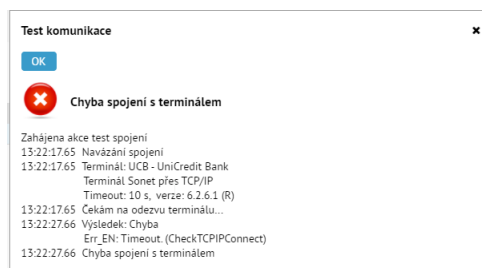 Test komunikace
OK
Chyba spojení s terminálem
Zahájena akce test spojení
13:22:17.65 Navázání spojení
13:22:17.65 Terminál: UCB - UniCredit Bank
Terminál Sonet přes TCP/IP
Timeout: 10 s, verze: 6.2.6.1 (R)
13:22:17.65 Čekám na odezvu terminálu...
13:22:27.66 Výsledek: Chyba
Err_EN: Timeout. (CheckTCPIPConnect)
13:22:27.66 Chyba spojení s terminálem